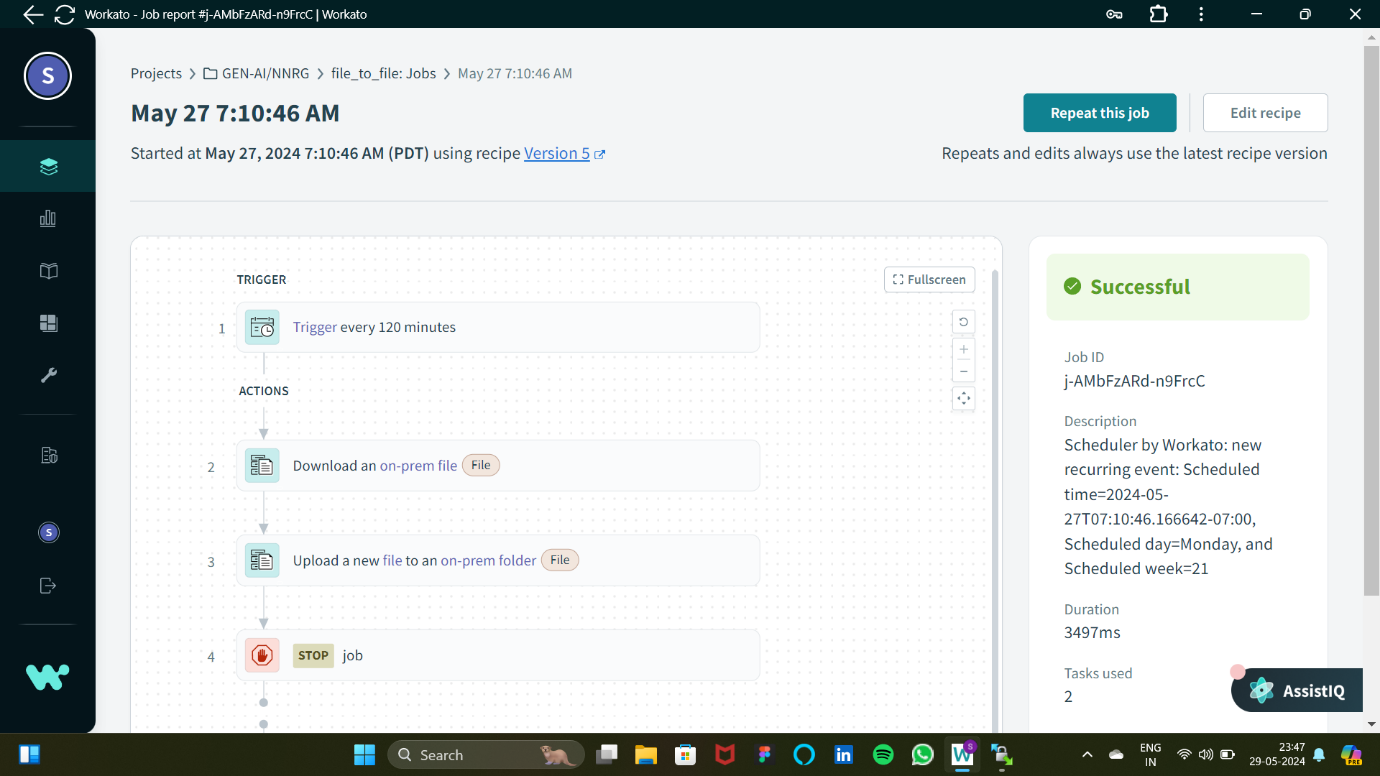 Workato - Job report #j-AMbFzARd-n9FrcC | Workato
S
Projects > GEN-AI/NNRG > file_to_file: Jobs > May 27 7:10:46 AM
May 27 7:10:46 AM
Repeat this job
Edit recipe
Started at May 27, 2024 7:10:46 AM (PDT) using recipe Version 5
Repeats and edits always use the latest recipe version
TRIGGER
Fullscreen
1 Trigger every 120 minutes
ACTIONS
2 Download an on-prem file File
3 Upload a new file to an on-prem folder File
4 STOP job
Successful
Job ID
j-AMbFzARd-n9FrcC
Description
Scheduler by Workato: new
recurring event: Scheduled
time=2024-05-
27T07:10:46.166642-07:00,
Scheduled day=Monday, and
Scheduled week=21
Duration
3497ms
Tasks used
2
AssistIQ
S
Search
W
S
ENG
IN
23:47
29-05-2024
PRE